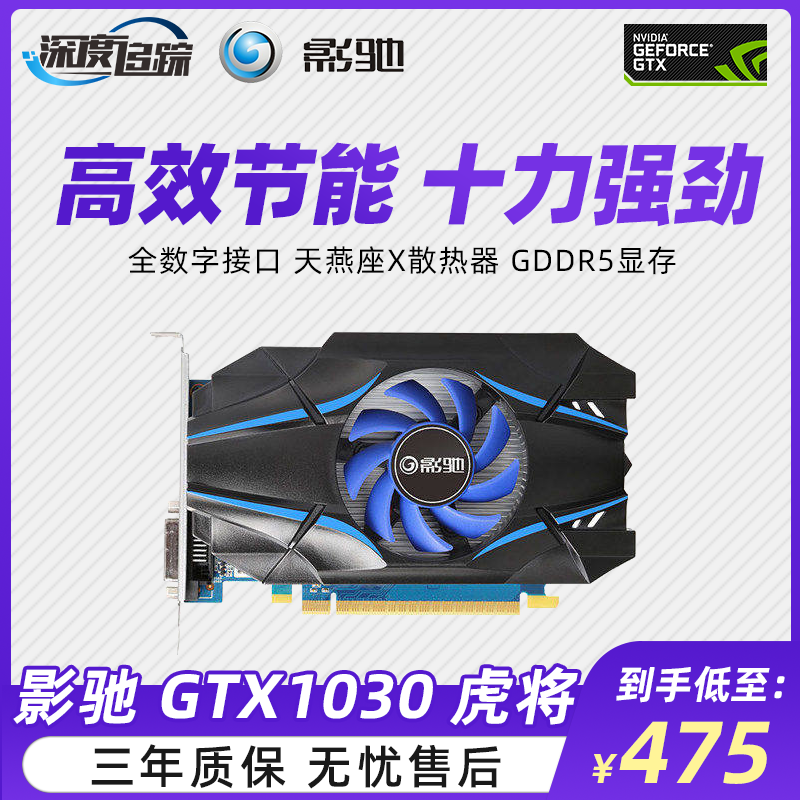 深度追踪
影驰
NVIDIA
GEFORCE®
GTX
高效节能 十力强劲
全数字接口 天燕座X散热器 GDDR5显存
影驰
影驰 GTX1030 虎将
三年质保 无忧售后
到手低至:
¥475